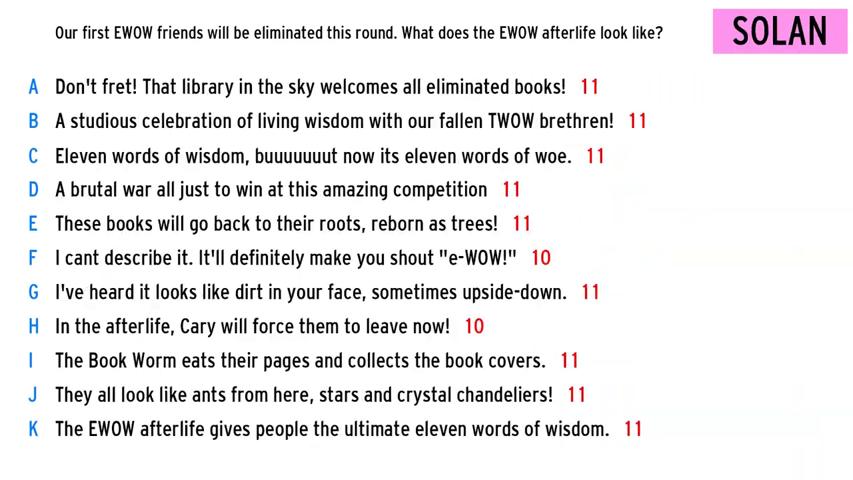 Our first EWOW friends will be eliminated this round. What does the EWOW afterlife look like?
SOLAN
A Don't fret! That library in the sky welcomes all eliminated books! 11
B A studious celebration of living wisdom with our fallen TWOW brethren! 11
C Eleven words of wisdom, buuuuuuut now its eleven words of woe. 11
D A brutal war all just to win at this amazing competition 11
E These books will go back to their roots, reborn as trees! 11
F I cant describe it. It'll definitely make you shout "e-WOW!" 10
G I've heard it looks like dirt in your face, sometimes upside-down. 11
H In the afterlife, Cary will force them to leave now! 10
I The Book Worm eats their pages and collects the book covers. 11
J They all look like ants from here, stars and crystal chandeliers! 11
K The EWOW afterlife gives people the ultimate eleven words of wisdom. 11